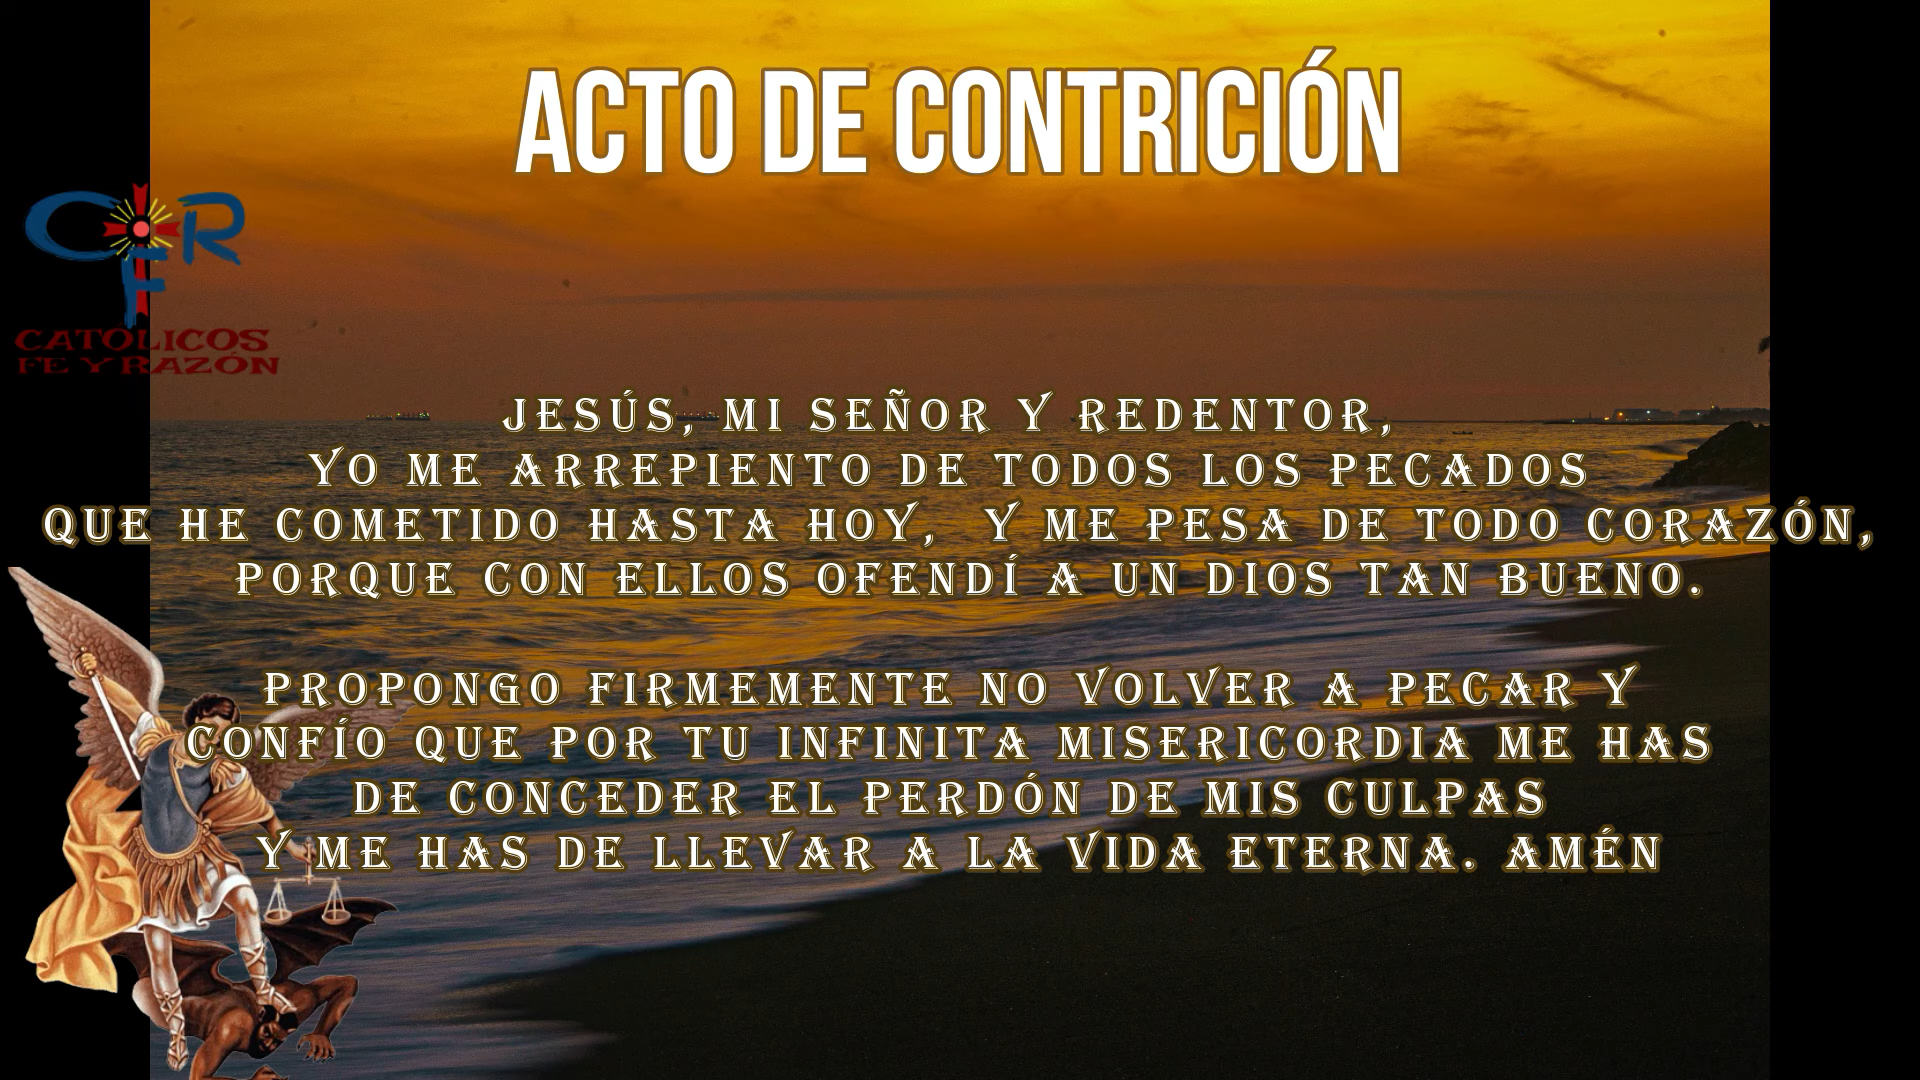 ACTO DE CONTRICIÓN
CFR
CATÓLICOS
FE Y RAZÓN
JESÚS, MI SEÑOR Y REDENTOR,
YO ME ARREPIENTO DE TODOS LOS PECADOS
QUE HE COMETIDO HASTA HOY, Y ME PESA DE TODO CORAZÓN,
PORQUE CON ELLOS OFENDÍ A UN DIOS TAN BUENO.
PROPONGO FIRMEMENTE NO VOLVER A PECAR Y
CONFÍO QUE POR TU INFINITA MISERICORDIA ME HAS
DE CONCEDER EL PERDÓN DE MIS CULPAS
Y ME HAS DE LLEVAR A LA VIDA ETERNA. AMÉN